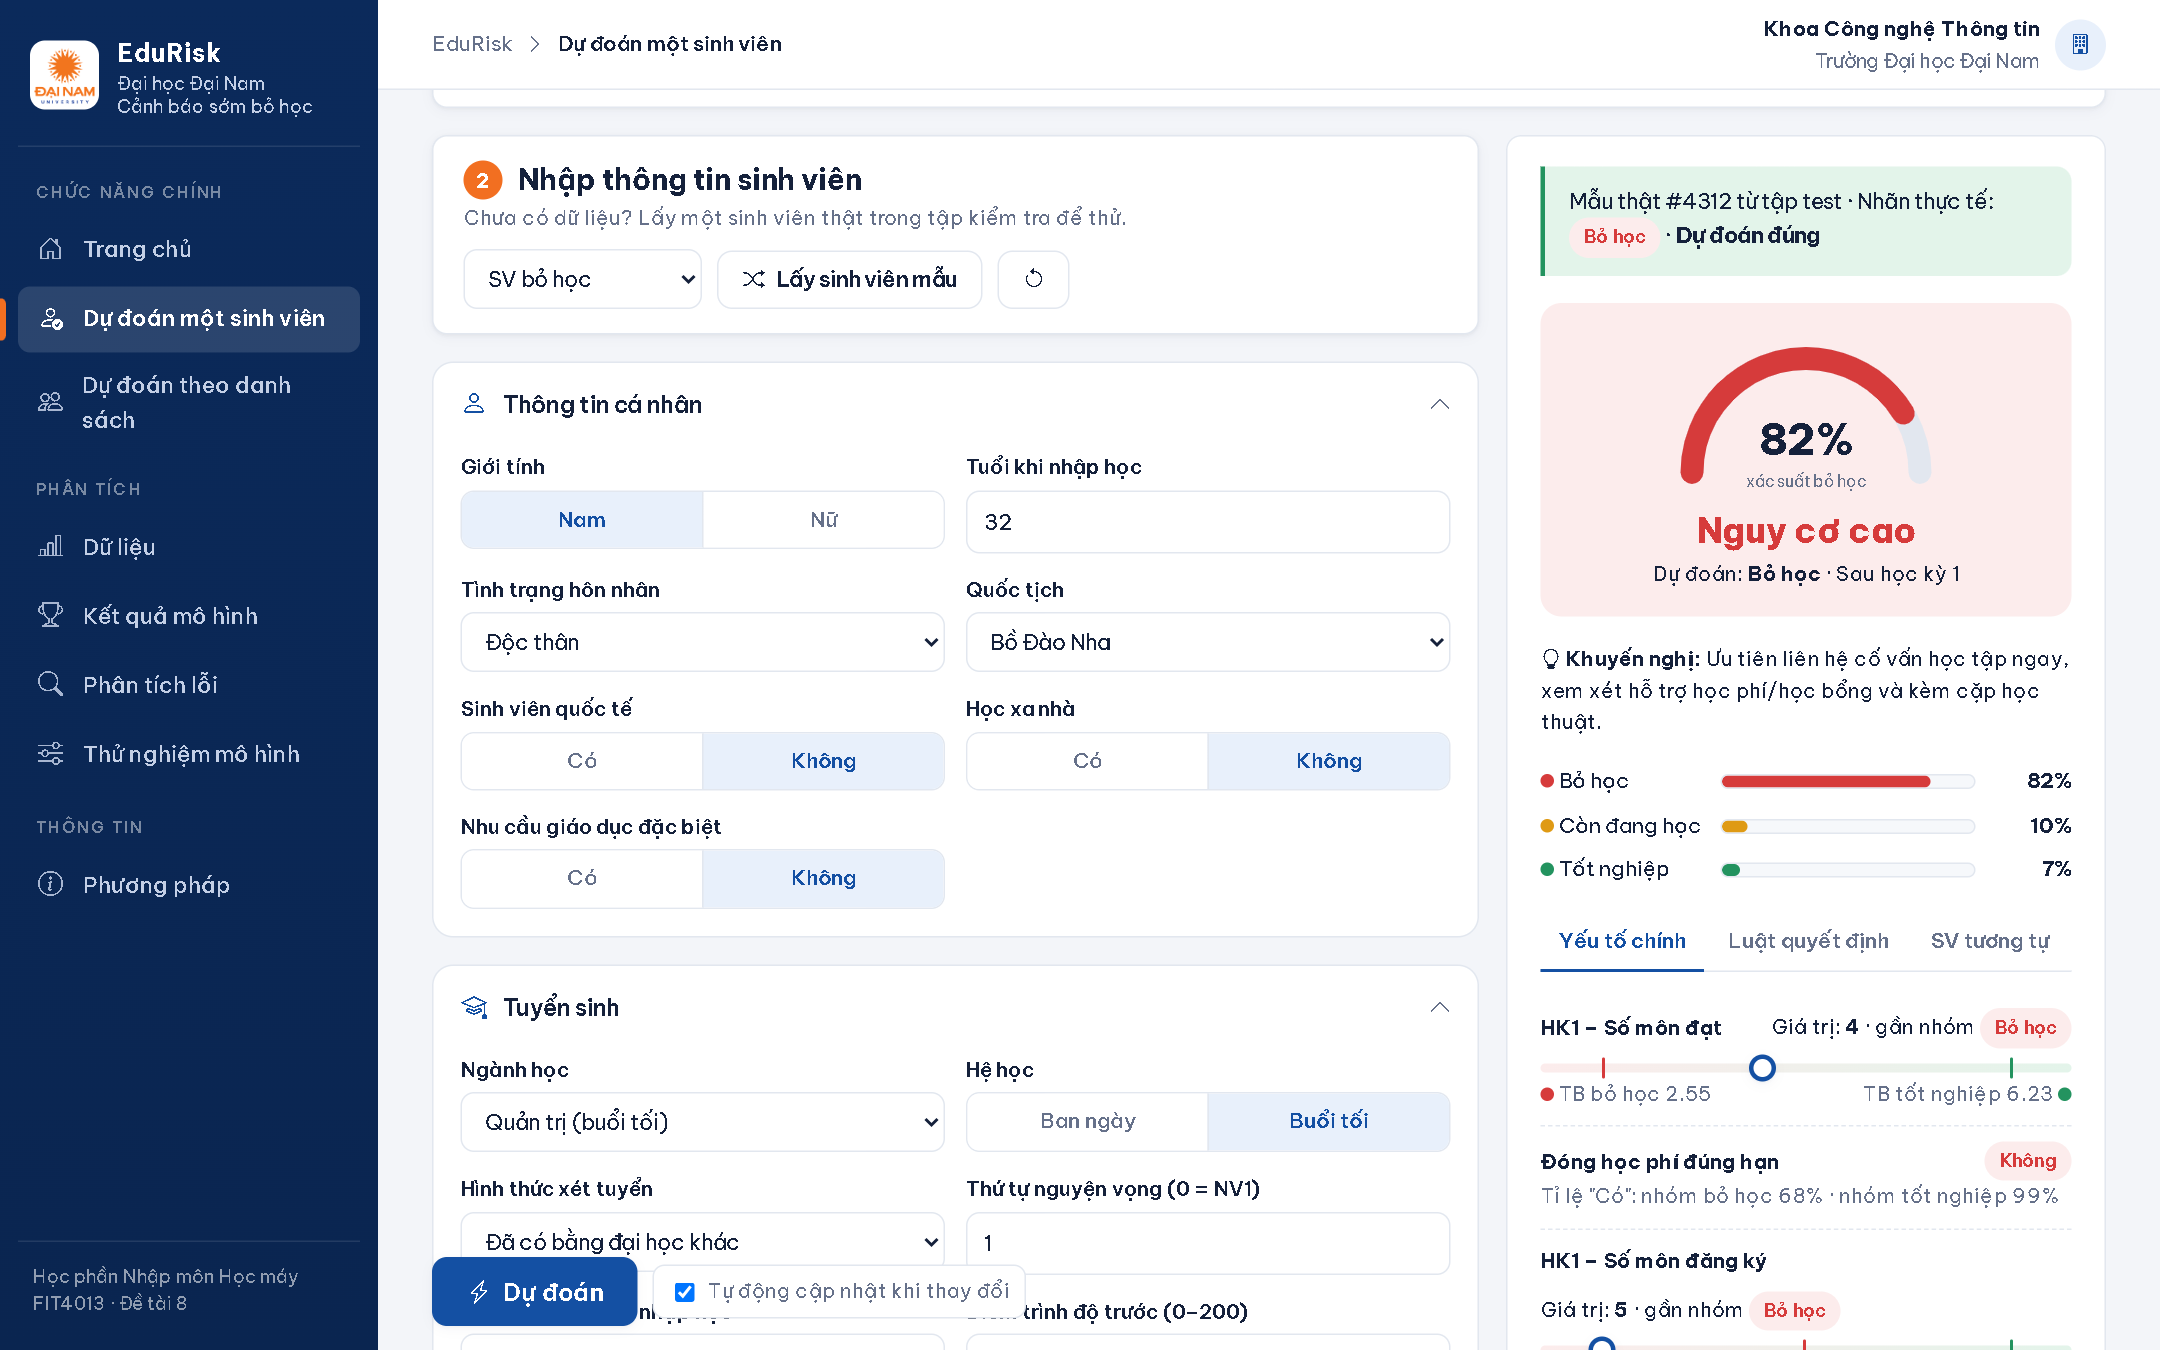 ĐẠI NAM
UNIVERSITY
EduRisk
Đại học Đại Nam
Cảnh báo sớm bỏ học
CHỨC NĂNG CHÍNH
Trang chủ
Dự đoán một sinh viên
Dự đoán theo danh
sách
PHÂN TÍCH
Dữ liệu
Kết quả mô hình
Phân tích lỗi
Thử nghiệm mô hình
THÔNG TIN
Phương pháp
Học phần Nhập môn Học máy
FIT4013 · Đề tài 8
EduRisk > Dự đoán một sinh viên
Khoa Công nghệ Thông tin
Trường Đại học Đại Nam
2 Nhập thông tin sinh viên
Chưa có dữ liệu? Lấy một sinh viên thật trong tập kiểm tra để thử.
SV bỏ học
Lấy sinh viên mẫu
Thông tin cá nhân
Giới tính
Tuổi khi nhập học
Nam
Nữ
32
Tình trạng hôn nhân
Quốc tịch
Độc thân
Bồ Đào Nha
Sinh viên quốc tế
Học xa nhà
Có
Không
Có
Không
Nhu cầu giáo dục đặc biệt
Có
Không
Tuyển sinh
Ngành học
Hệ học
Quản trị (buổi tối)
Ban ngày
Buổi tối
Hình thức xét tuyển
Thứ tự nguyện vọng (0 = NV1)
Đã có bằng đại học khác
1
Dự đoán
Tự động cập nhật khi thay đổi
trình độ trước (0–200)
Mẫu thật #4312 từ tập test · Nhãn thực tế:
Bỏ học · Dự đoán đúng
82%
xác suất bỏ học
Nguy cơ cao
Dự đoán: Bỏ học · Sau học kỳ 1
Khuyến nghị: Ưu tiên liên hệ cố vấn học tập ngay,
xem xét hỗ trợ học phí/học bổng và kèm cặp học
thuật.
Bỏ học 82%
Còn đang học 10%
Tốt nghiệp 7%
Yếu tố chính
Luật quyết định
SV tương tự
HK1 – Số môn đạt
Giá trị: 4 · gần nhóm Bỏ học
TB bỏ học 2.55
TB tốt nghiệp 6.23
Đóng học phí đúng hạn
Không
Tỉ lệ "Có": nhóm bỏ học 68% · nhóm tốt nghiệp 99%
HK1 – Số môn đăng ký
Giá trị: 5 · gần nhóm Bỏ học